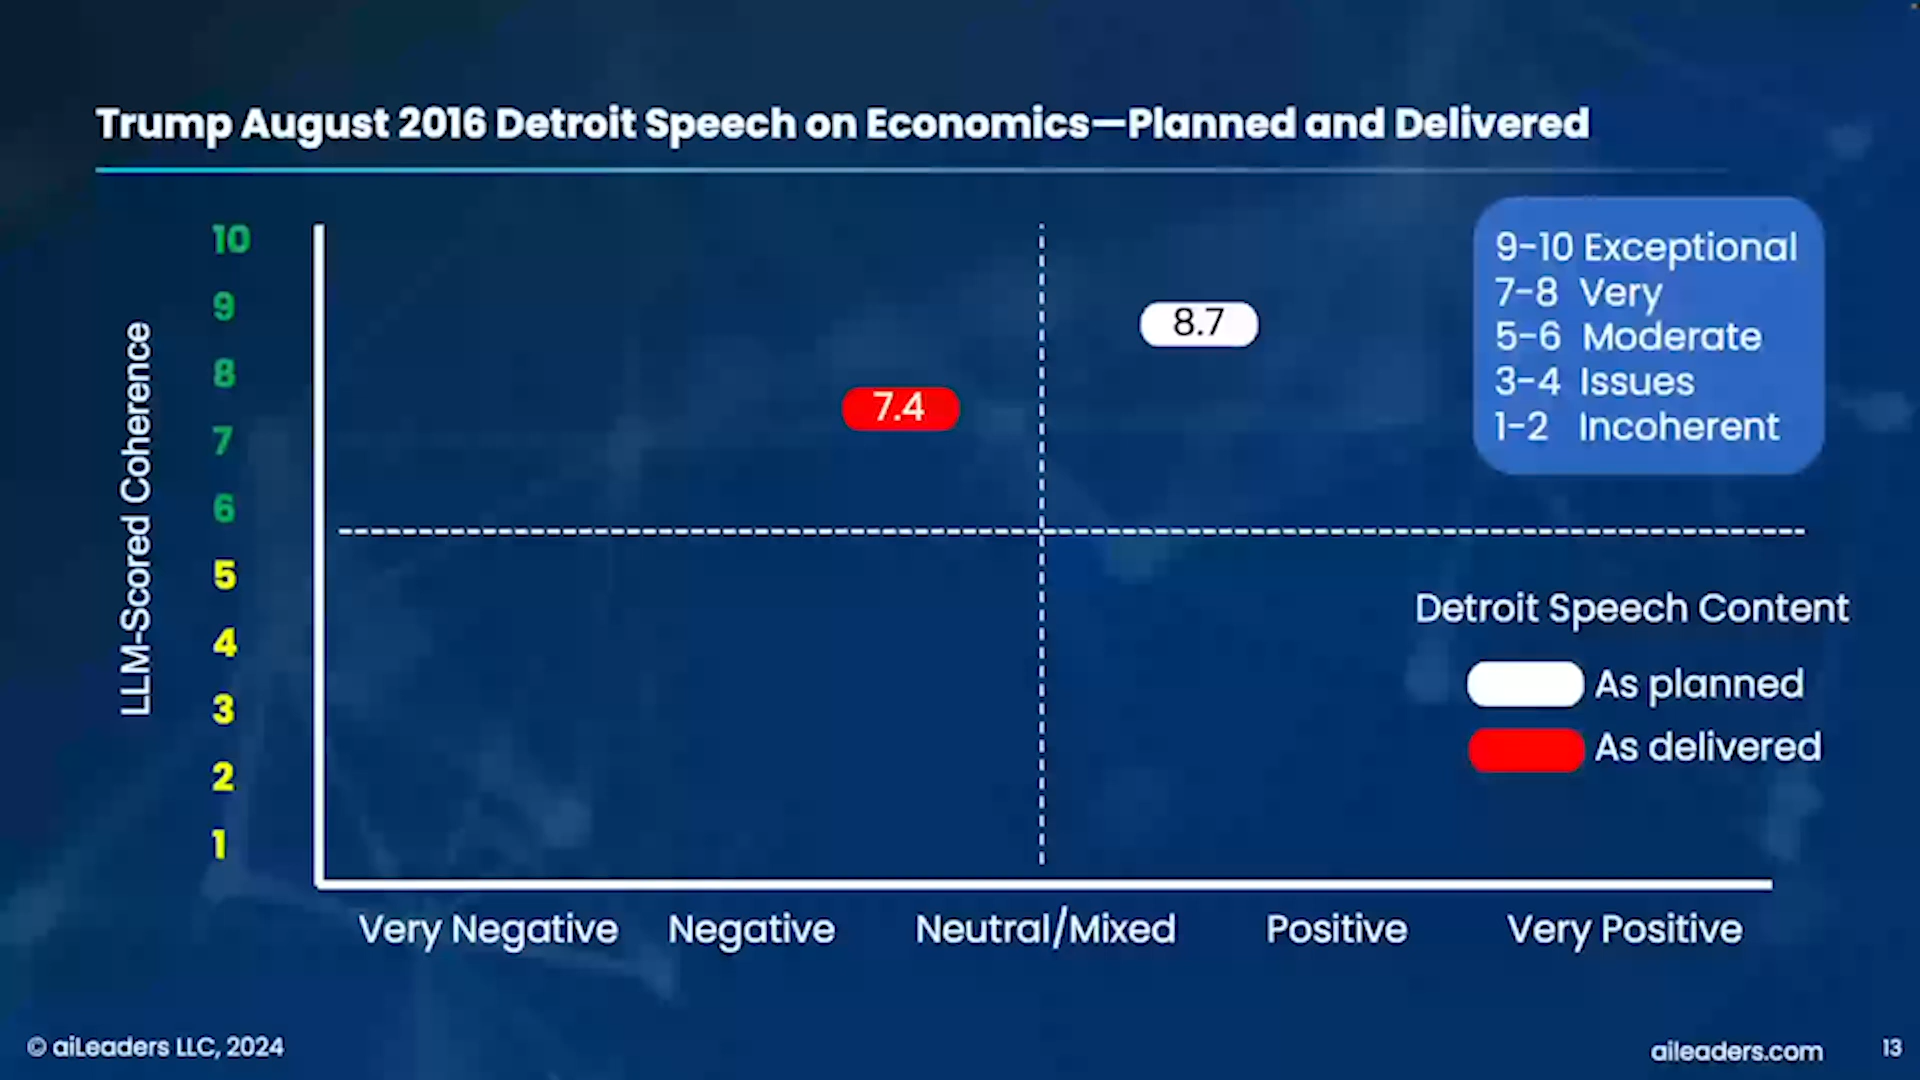 Trump August 2016 Detroit Speech on Economics—Planned and Delivered
LLM-Scored Coherence
10
9
8
7
6
5
4
3
2
1
8.7
7.4
9-10 Exceptional
7-8 Very
5-6 Moderate
3-4 Issues
1-2 Incoherent
Detroit Speech Content
As planned
As delivered
Very Negative Negative Neutral/Mixed Positive Very Positive
© aiLeaders LLC, 2024
aileaders.com 13